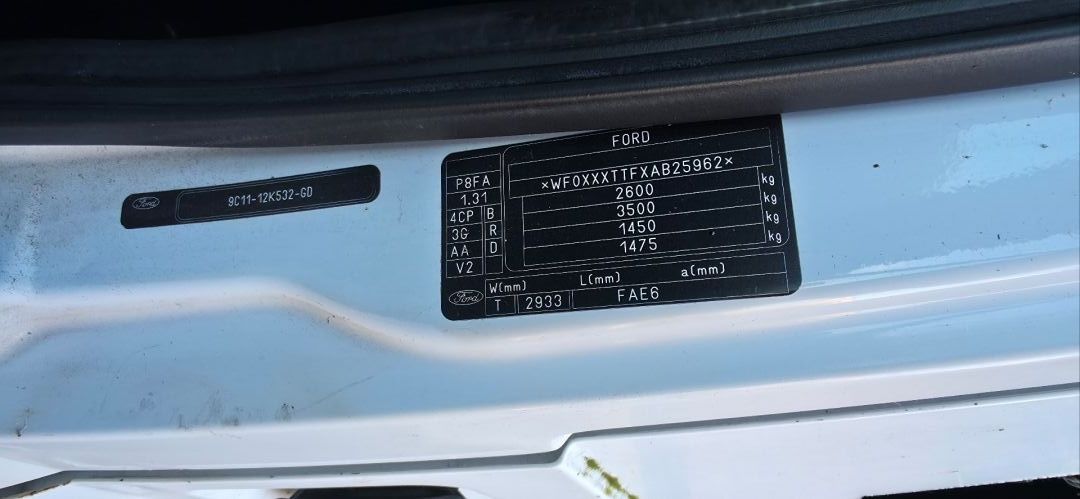 Ford
9C11-12K532-GD
FORD
×WF0XXXTTFXAB25962×
2600 kg
3500 kg
1450 kg
1475 kg
P8FA
1.31
4CP B
3G R
AA D
V2
W(mm) L(mm) a(mm)
Ford T 2933 FAE6